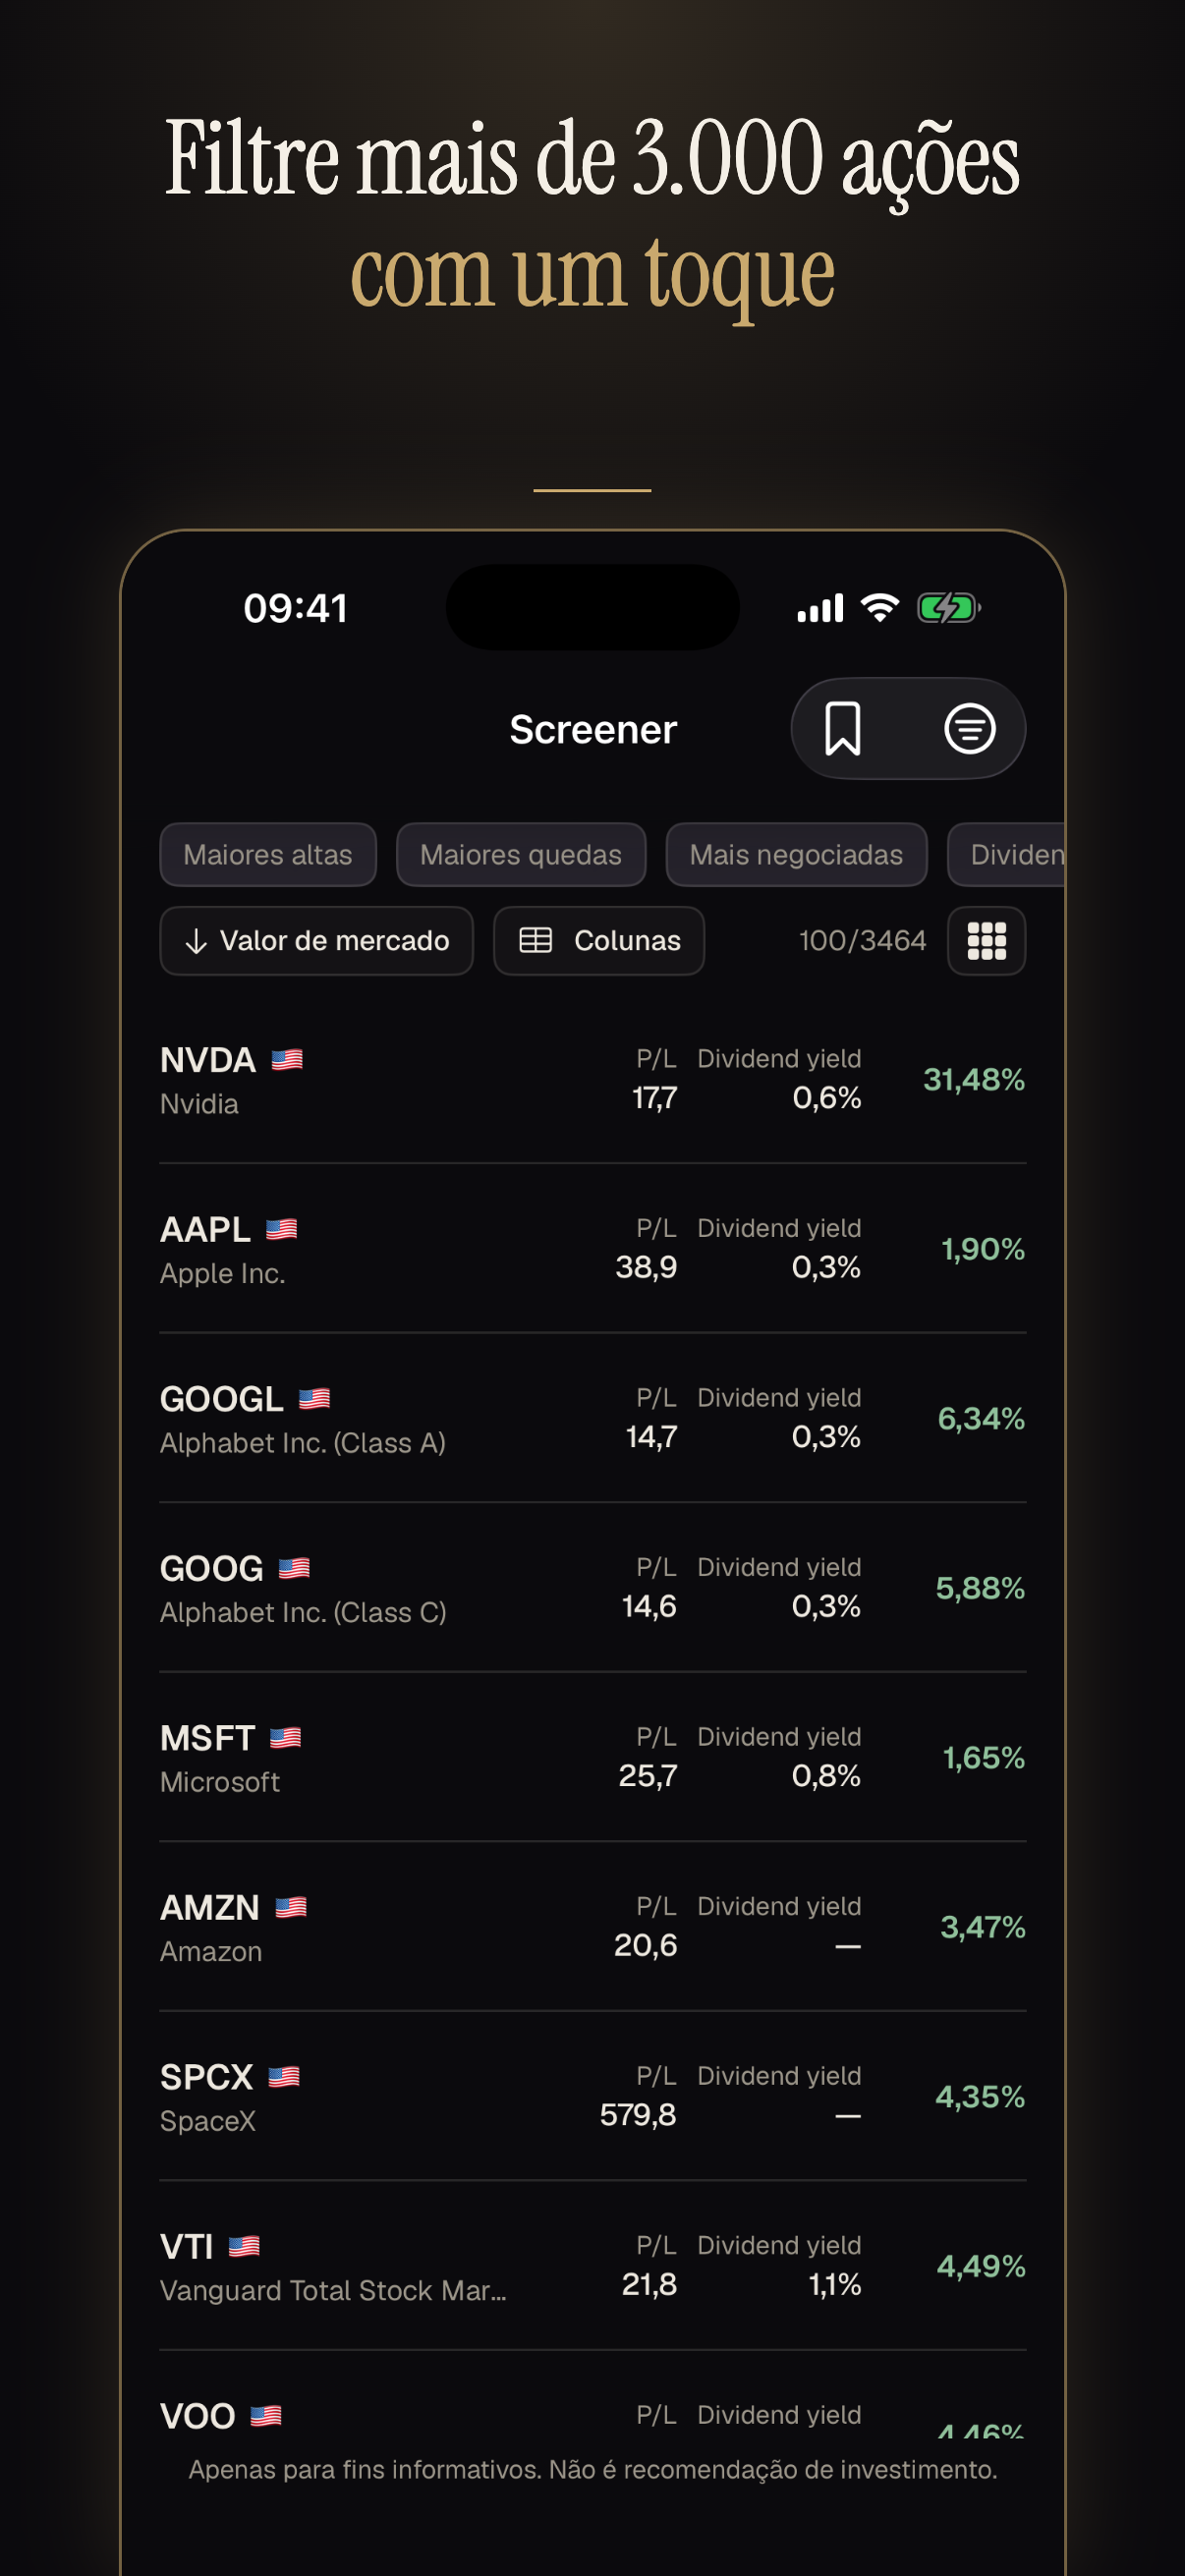 Filtre mais de 3.000 ações
com um toque
09:41
Screener
Maiores altas Maiores quedas Mais negociadas Dividen
Valor de mercado Colunas 100/3464
NVDA P/L Dividend yield
Nvidia 17,7 0,6% 31,48%
AAPL P/L Dividend yield
Apple Inc. 38,9 0,3% 1,90%
GOOGL P/L Dividend yield
Alphabet Inc. (Class A) 14,7 0,3% 6,34%
GOOG P/L Dividend yield
Alphabet Inc. (Class C) 14,6 0,3% 5,88%
MSFT P/L Dividend yield
Microsoft 25,7 0,8% 1,65%
AMZN P/L Dividend yield
Amazon 20,6 — 3,47%
SPCX P/L Dividend yield
SpaceX 579,8 — 4,35%
VTI P/L Dividend yield
Vanguard Total Stock Mar... 21,8 1,1% 4,49%
VOO P/L Dividend yield 4,46%
Apenas para fins informativos. Não é recomendação de investimento.